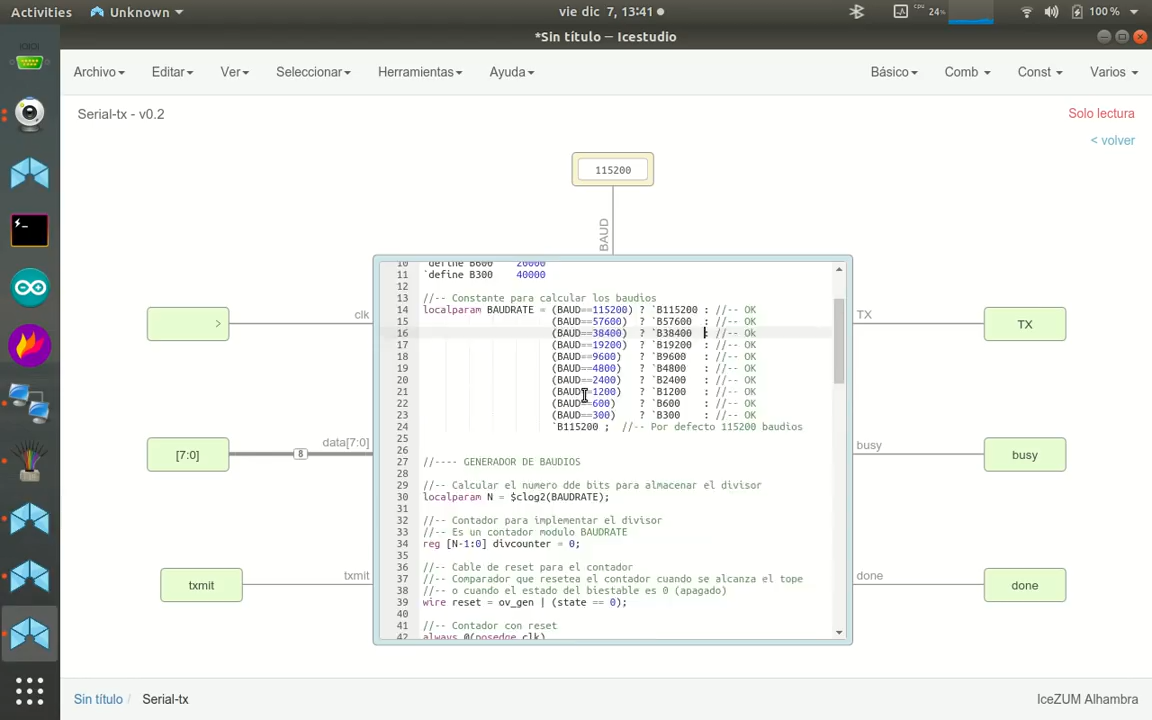 Activities Unknown vie dic 7, 13:41 cpu 24% 100 %
*Sin título – Icestudio
Archivo Editar Ver Seleccionar Herramientas Ayuda Básico Comb Const Varios
Serial-tx - v0.2 Solo lectura
< volver
115200
BAUD
10 `define B600 20000
11 `define B300 40000
12
13 //-- Constante para calcular los baudios
14 localparam BAUDRATE = (BAUD==115200) ? `B115200 : //-- OK
15 (BAUD==57600) ? `B57600 : //-- OK
16 (BAUD==38400) ? `B38400 : //-- Ok
17 (BAUD==19200) ? `B19200 : //-- OK
18 (BAUD==9600) ? `B9600 : //-- OK
19 (BAUD==4800) ? `B4800 : //-- OK
20 (BAUD==2400) ? `B2400 : //-- OK
21 (BAUD==1200) ? `B1200 : //-- OK
22 (BAUD==600) ? `B600 : //-- OK
23 (BAUD==300) ? `B300 : //-- OK
24 `B115200 ; //-- Por defecto 115200 baudios
25
26
27 //---- GENERADOR DE BAUDIOS
28
29 //-- Calcular el numero dde bits para almacenar el divisor
30 localparam N = $clog2(BAUDRATE);
31
32 //-- Contador para implementar el divisor
33 //-- Es un contador modulo BAUDRATE
34 reg [N-1:0] divcounter = 0;
35
36 //-- Cable de reset para el contador
37 //-- Comparador que resetea el contador cuando se alcanza el tope
38 //-- o cuando el estado del biestable es 0 (apagado)
39 wire reset = ov_gen | (state == 0);
40
41 //-- Contador con reset
42 always @(posedge clk)
clk
data[7:0]
[7:0]
8
txmit
txmit
TX
TX
busy
busy
done
done
Sin título / Serial-tx IceZUM Alhambra